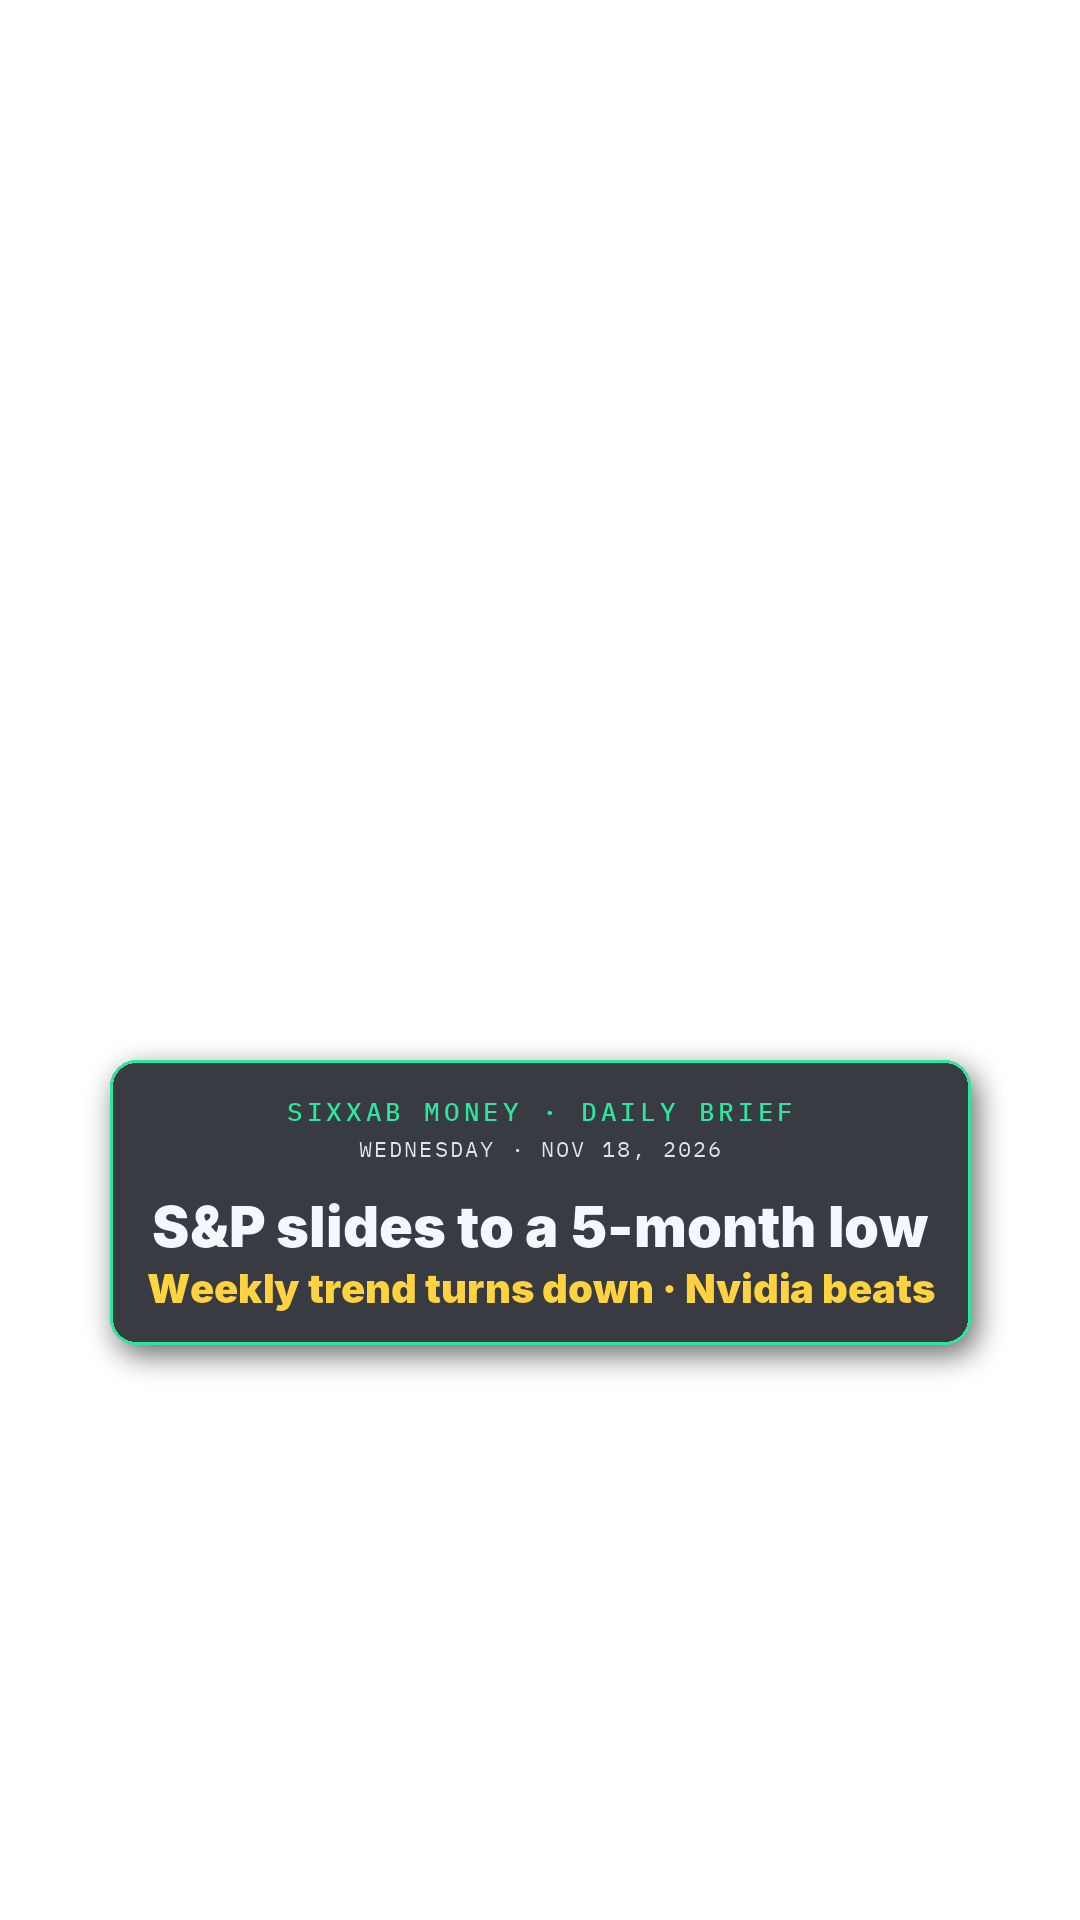 SIXXAB MONEY · DAILY BRIEF
WEDNESDAY · NOV 18, 2026
S&P slides to a 5-month low
Weekly trend turns down · Nvidia beats